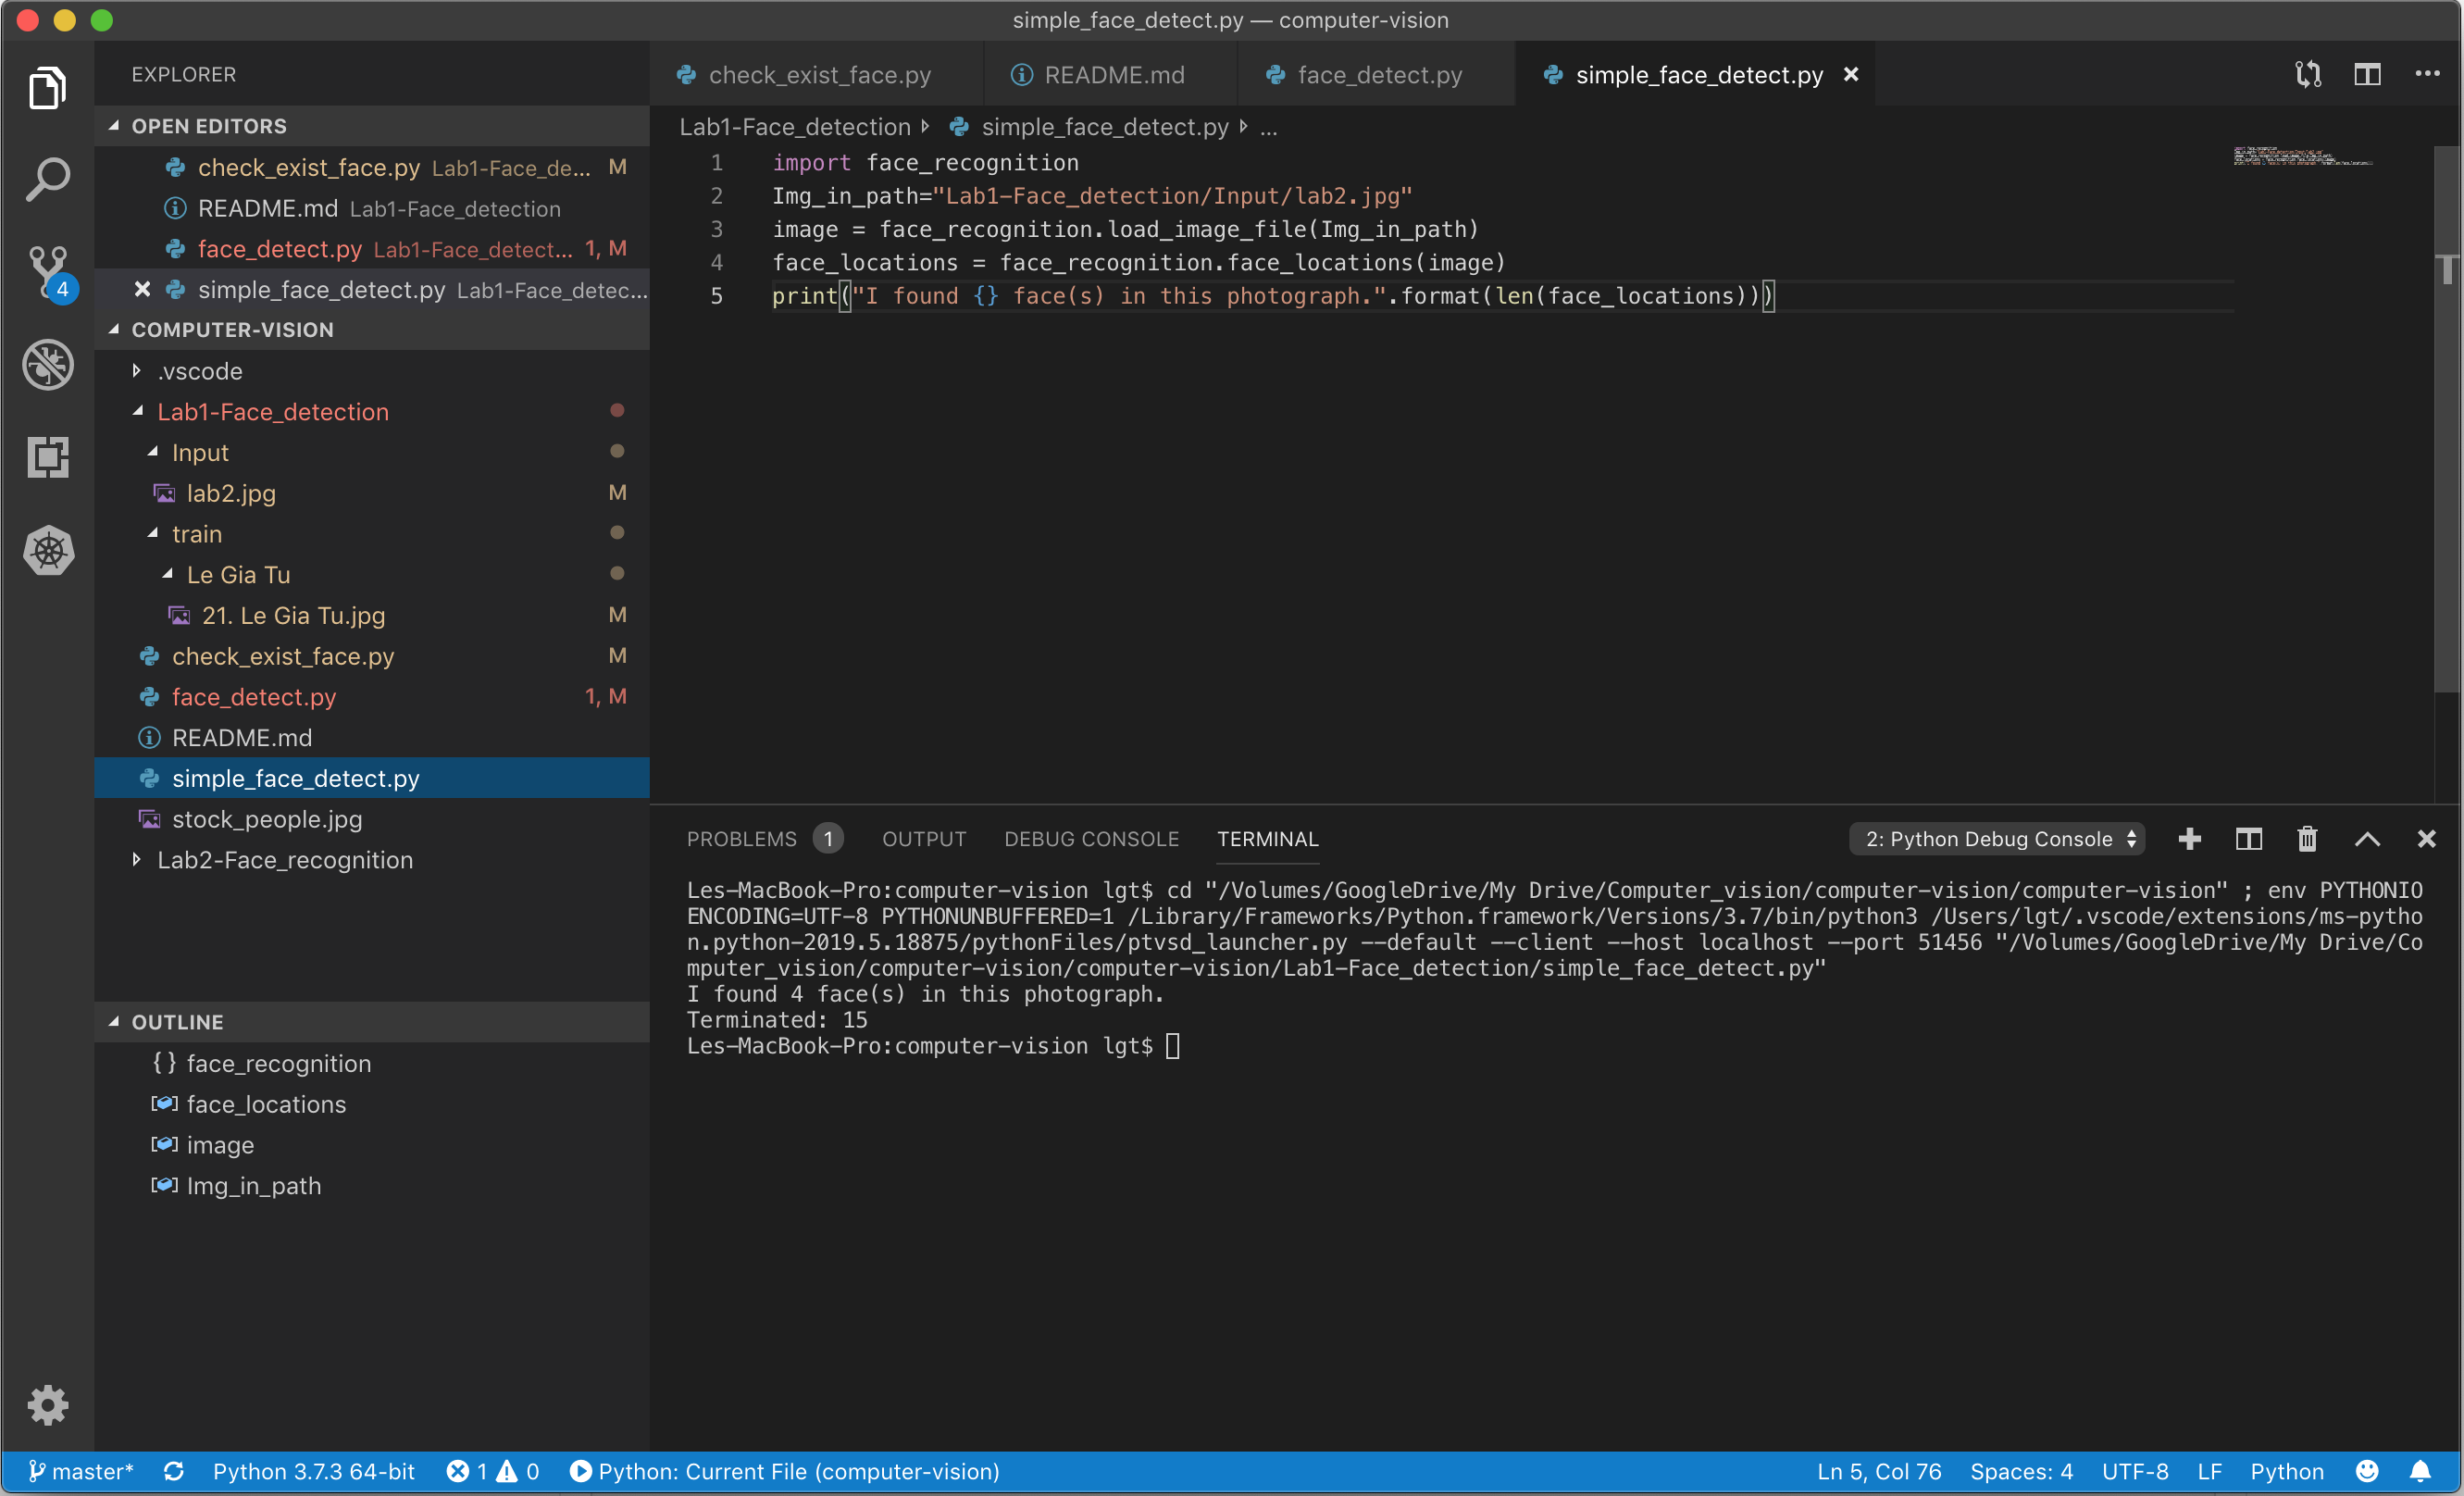 simple_face_detect.py — computer-vision
EXPLORER
OPEN EDITORS
check_exist_face.py Lab1-Face_de... M
README.md Lab1-Face_detection
face_detect.py Lab1-Face_detect... 1, M
simple_face_detect.py Lab1-Face_detec...
4
COMPUTER-VISION
.vscode
Lab1-Face_detection
Input
lab2.jpg M
train
Le Gia Tu
21. Le Gia Tu.jpg M
check_exist_face.py M
face_detect.py 1, M
README.md
simple_face_detect.py
stock_people.jpg
Lab2-Face_recognition
OUTLINE
{} face_recognition
face_locations
image
Img_in_path
check_exist_face.py README.md face_detect.py simple_face_detect.py
Lab1-Face_detection simple_face_detect.py ...
1 import face_recognition
2 Img_in_path="Lab1-Face_detection/Input/lab2.jpg"
3 image = face_recognition.load_image_file(Img_in_path)
4 face_locations = face_recognition.face_locations(image)
5 print("I found {} face(s) in this photograph.".format(len(face_locations)))
PROBLEMS 1 OUTPUT DEBUG CONSOLE TERMINAL 2: Python Debug Console
Les-MacBook-Pro:computer-vision lgt$ cd "/Volumes/GoogleDrive/My Drive/Computer_vision/computer-vision/computer-vision" ; env PYTHONIO
ENCODING=UTF-8 PYTHONUNBUFFERED=1 /Library/Frameworks/Python.framework/Versions/3.7/bin/python3 /Users/lgt/.vscode/extensions/ms-pytho
n.python-2019.5.18875/pythonFiles/ptvsd_launcher.py --default --client --host localhost --port 51456 "/Volumes/GoogleDrive/My Drive/Co
mputer_vision/computer-vision/computer-vision/Lab1-Face_detection/simple_face_detect.py"
I found 4 face(s) in this photograph.
Terminated: 15
Les-MacBook-Pro:computer-vision lgt$
master* Python 3.7.3 64-bit 1 0 Python: Current File (computer-vision) Ln 5, Col 76 Spaces: 4 UTF-8 LF Python